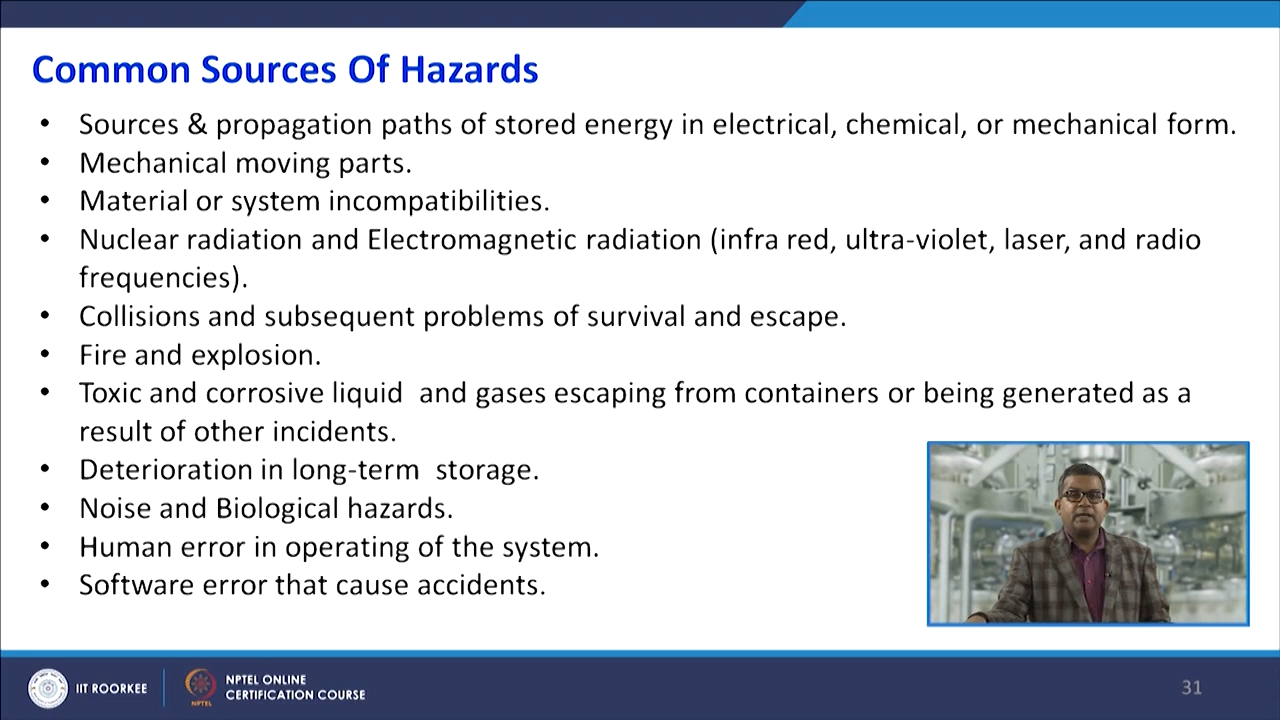 Common Sources Of Hazards
• Sources & propagation paths of stored energy in electrical, chemical, or mechanical form.
• Mechanical moving parts.
• Material or system incompatibilities.
• Nuclear radiation and Electromagnetic radiation (infra red, ultra-violet, laser, and radio
frequencies).
• Collisions and subsequent problems of survival and escape.
• Fire and explosion.
• Toxic and corrosive liquid  and gases escaping from containers or being generated as a
result of other incidents.
• Deterioration in long-term  storage.
• Noise and Biological hazards.
• Human error in operating of the system.
• Software error that cause accidents.
IIT ROORKEE
NPTEL
NPTEL ONLINE
CERTIFICATION COURSE
31